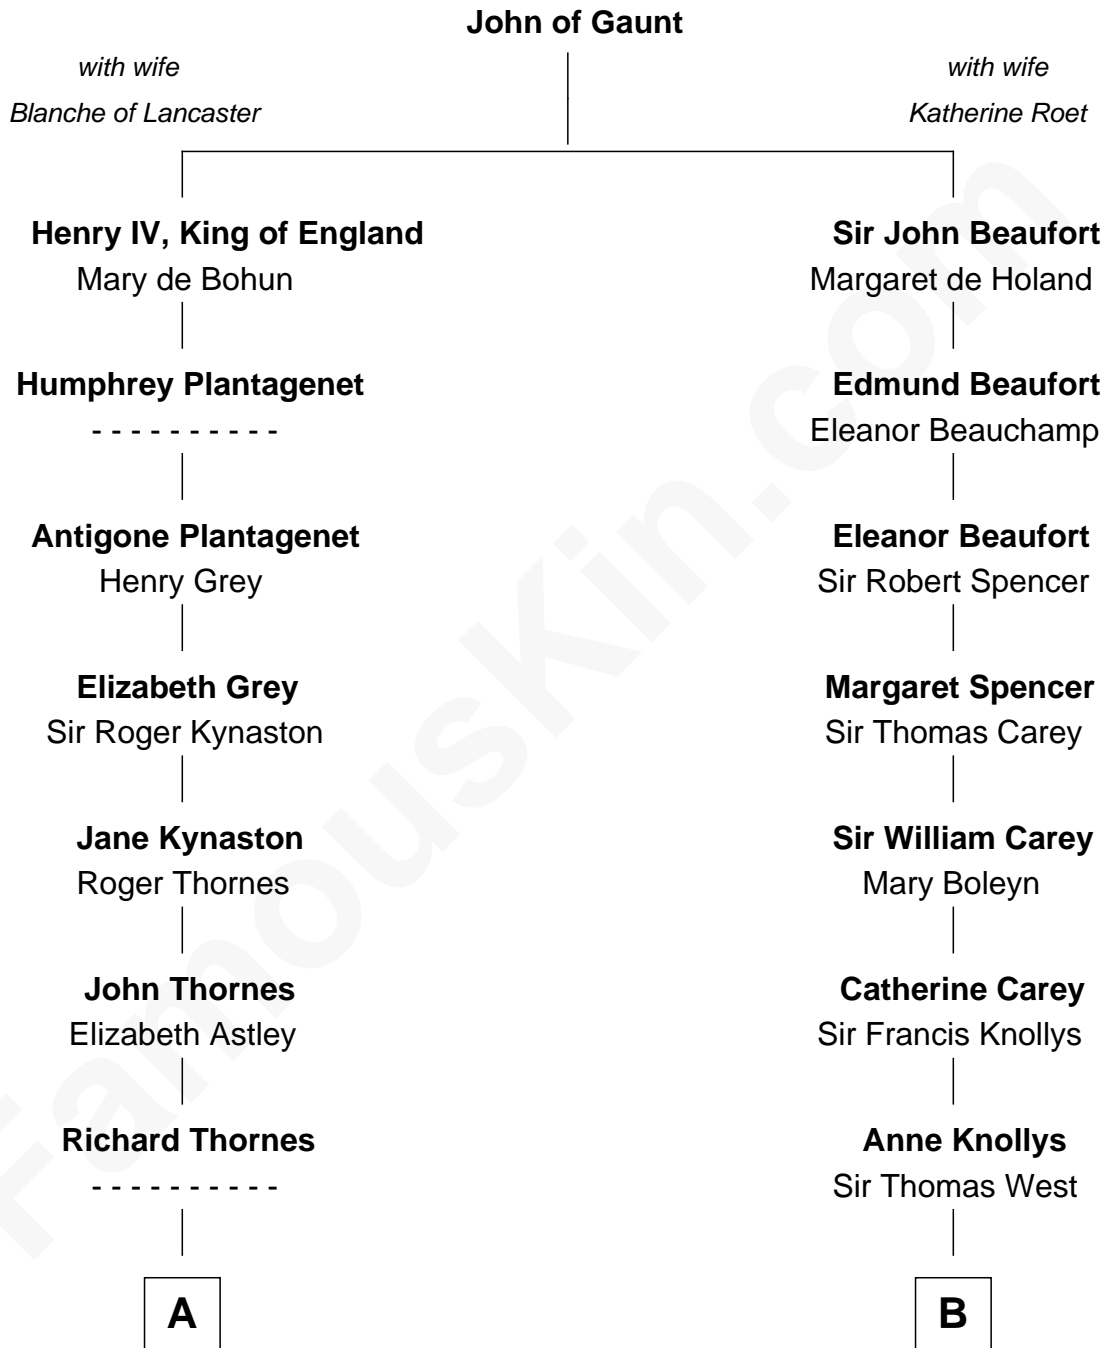 John of Gaunt
with wife
Blanche of Lancaster
with wife
Katherine Roet
Henry IV, King of England
Mary de Bohun
Sir John Beaufort
Margaret de Holand
Humphrey Plantagenet
- - - - - - - - - -
Edmund Beaufort
Eleanor Beauchamp
Antigone Plantagenet
Henry Grey
Eleanor Beaufort
Sir Robert Spencer
Elizabeth Grey
Sir Roger Kynaston
Margaret Spencer
Sir Thomas Carey
Jane Kynaston
Roger Thornes
Sir William Carey
Mary Boleyn
John Thornes
Elizabeth Astley
Catherine Carey
Sir Francis Knollys
Richard Thornes
- - - - - - - - - -
Anne Knollys
Sir Thomas West
A
B
FamousKin.com